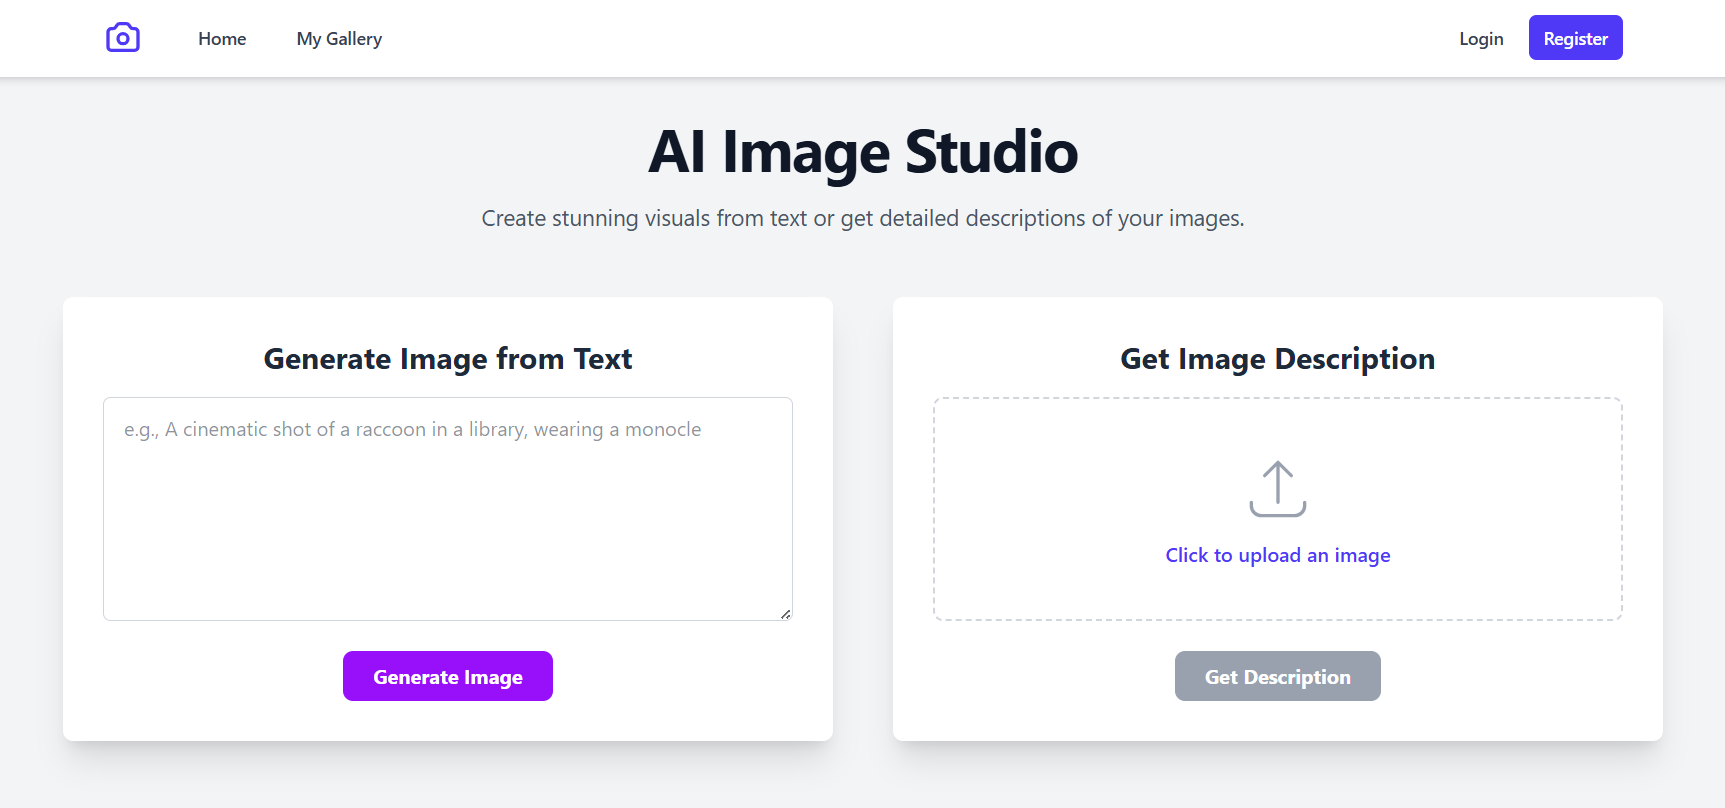 Home
My Gallery
Login
Register
AI Image Studio
Create stunning visuals from text or get detailed descriptions of your images.
Generate Image from Text
e.g., A cinematic shot of a raccoon in a library, wearing a monocle
Generate Image
Get Image Description
Click to upload an image
Get Description